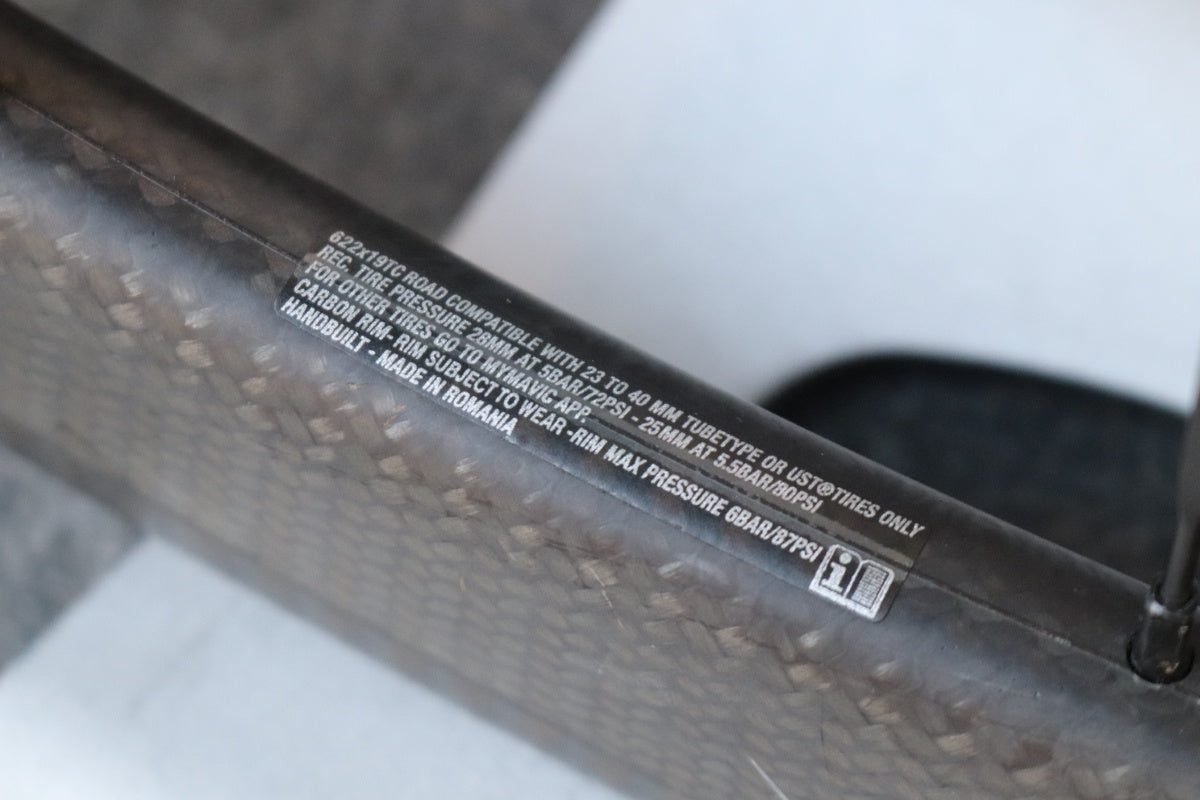 622x19TC ROAD COMPATIBLE WITH 23 TO 40 MM TUBETYPE OR UST®TIRES ONLY
REC. TIRE PRESSURE 28MM AT 5BAR/72PSI - 25MM AT 5.5BAR/80PSI
FOR OTHER TIRES GO TO MYMAVIC APP.
CARBON RIM- RIM SUBJECT TO WEAR -RIM MAX PRESSURE 6BAR/87PSI
HANDBUILT - MADE IN ROMANIA